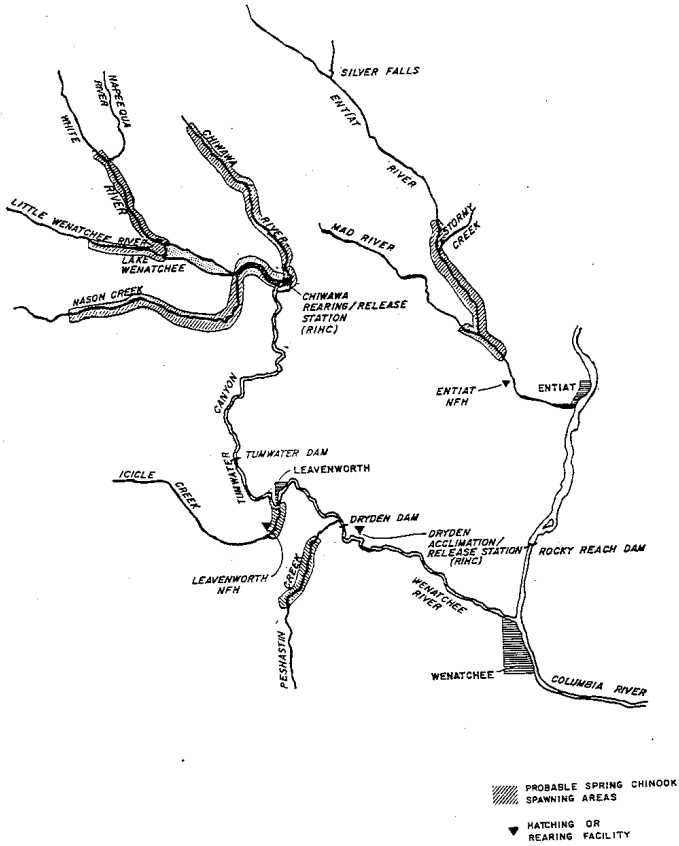 SILVER FALLS
NAPEEQUA
RIVER
WHITE
RIVER
ENTIAT
RIVER
CHIWAWA
RIVER
STORMY
CREEK
MAD RIVER
LITTLE WENATCHEE RIVER
LAKE
WENATCHEE
NASON CREEK
CHIWAWA
REARING/RELEASE
STATION
(RIHC)
ENTIAT
NFH
ENTIAT
TUMWATER
CANYON
TUMWATER DAM
LEAVENWORTH
ICICLE
CREEK
DRYDEN DAM
DRYDEN
ACCLIMATION/
RELEASE STATION
(RIHC)
ROCKY REACH DAM
LEAVENWORTH
NFH
PESHASTIN
CREEK
WENATCHEE
RIVER
WENATCHEE
COLUMBIA RIVER
PROBABLE SPRING CHINOOK
SPAWNING AREAS
HATCHING OR
REARING FACILITY